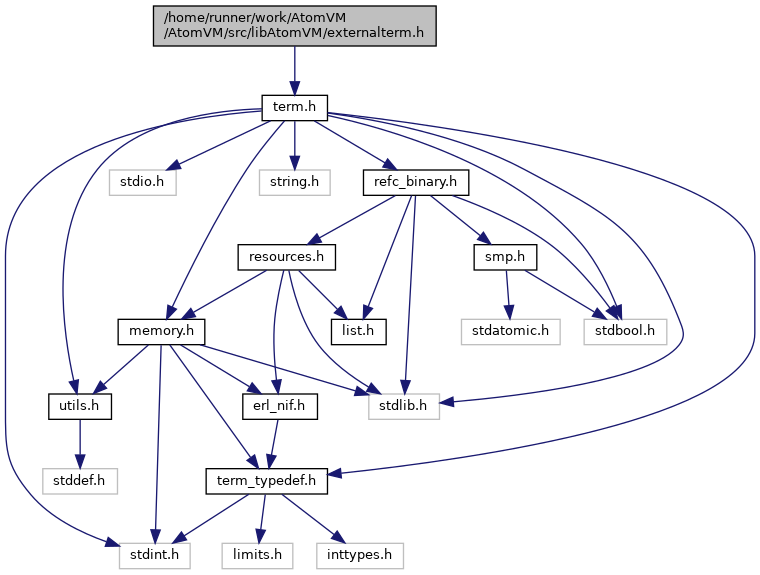 /home/runner/work/AtomVM
/AtomVM/src/libAtomVM/externalterm.h
term.h
stdio.h
string.h
refc_binary.h
resources.h
smp.h
memory.h
list.h
stdatomic.h
stdbool.h
utils.h
erl_nif.h
stdlib.h
stddef.h
term_typedef.h
stdint.h
limits.h
inttypes.h